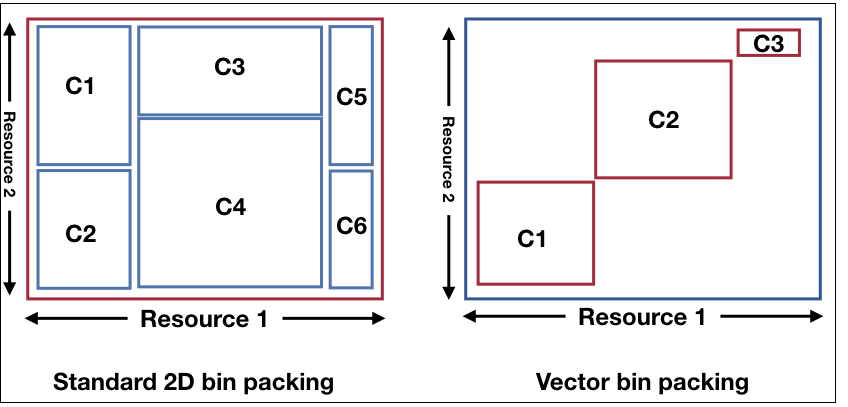 C1
C3
C5
C2
C4
C6
Resource 2
Resource 1
Standard 2D bin packing
C3
C2
C1
Resource 2
Resource 1
Vector bin packing